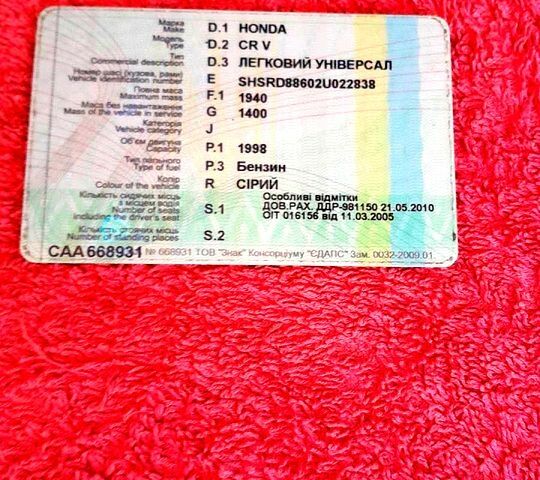 Марка
Make D.1 HONDA
Модель
Type D.2 CR V
Тип
Commercial description D.3 ЛЕГКОВИЙ УНІВЕРСАЛ
Номер шасі (кузова, рами)
Vehicle identification number E SHSRD88602U022838
Повна маса
Maximum mass F.1 1940
Маса без навантаження
Mass of the vehicle in service G 1400
Категорія
Vehicle category J
Об'єм двигуна
Capacity P.1 1998
Тип пального
Type of fuel P.3 Бензин
Колір
Colour of the vehicle R СІРИЙ
Кількість сидячих місць
з місцем водія
Number of seats
including the driver's seat S.1
Особливі відмітки
ДОВ.РАХ. ДДР-981150 21.05.2010
ОІТ 016156 від 11.03.2005
Кількість стоячих місць
Number of standing places S.2
САА 668931 № 668931 ТОВ "Знак" Консорціуму "ЄДАПС" Зам. 0032-2009.01